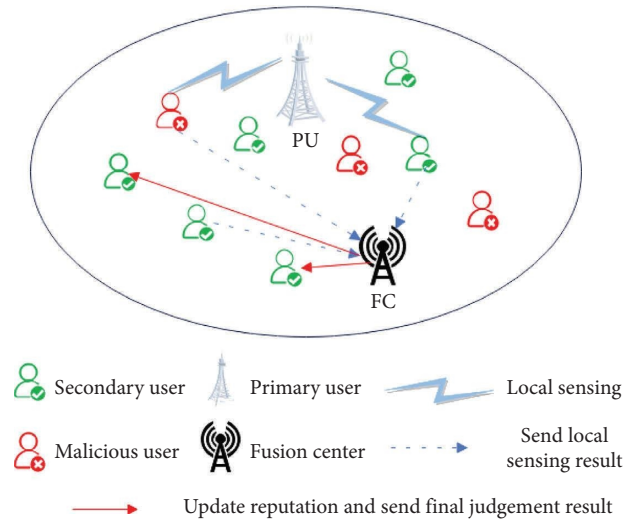 PU
FC
Secondary user
Primary user
Local sensing
Malicious user
Fusion center
Send local
sensing result
Update reputation and send final judgement result